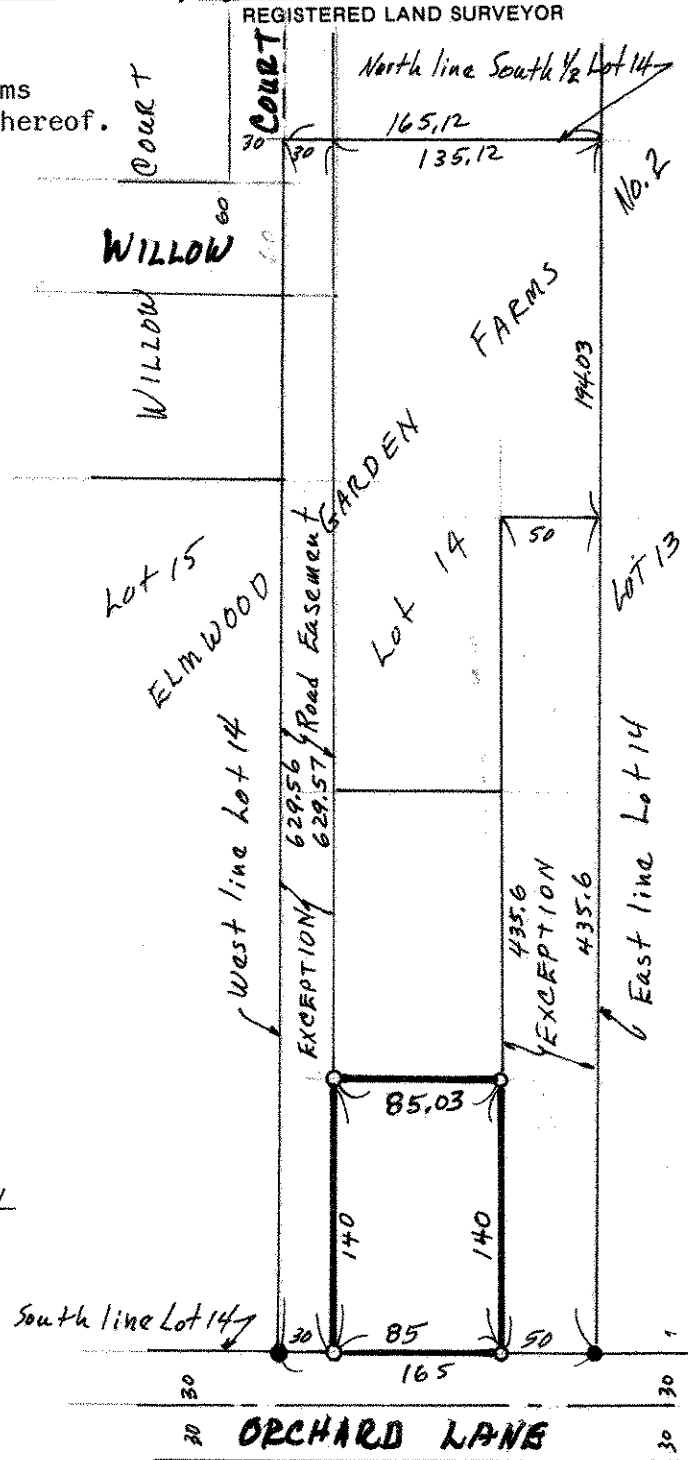 REGISTERED LAND SURVEYOR
ms
hereof.
COURT
COURT
North line South 1/2 Lot 14
30
30
165.12
135.12
No. 2
60
WILLOW
60
WILLOW
FARMS
194.03
GARDEN
50
Lot 15
ELMWOOD
Road Easement
Lot 14
LOT 13
629.56
629.57
West line Lot 14
EXCEPTION
435.6
EXCEPTION
435.6
East line Lot 14
85.03
140
140
South line Lot 14
30
85
50
165
30
30
30
30
ORCHARD LANE